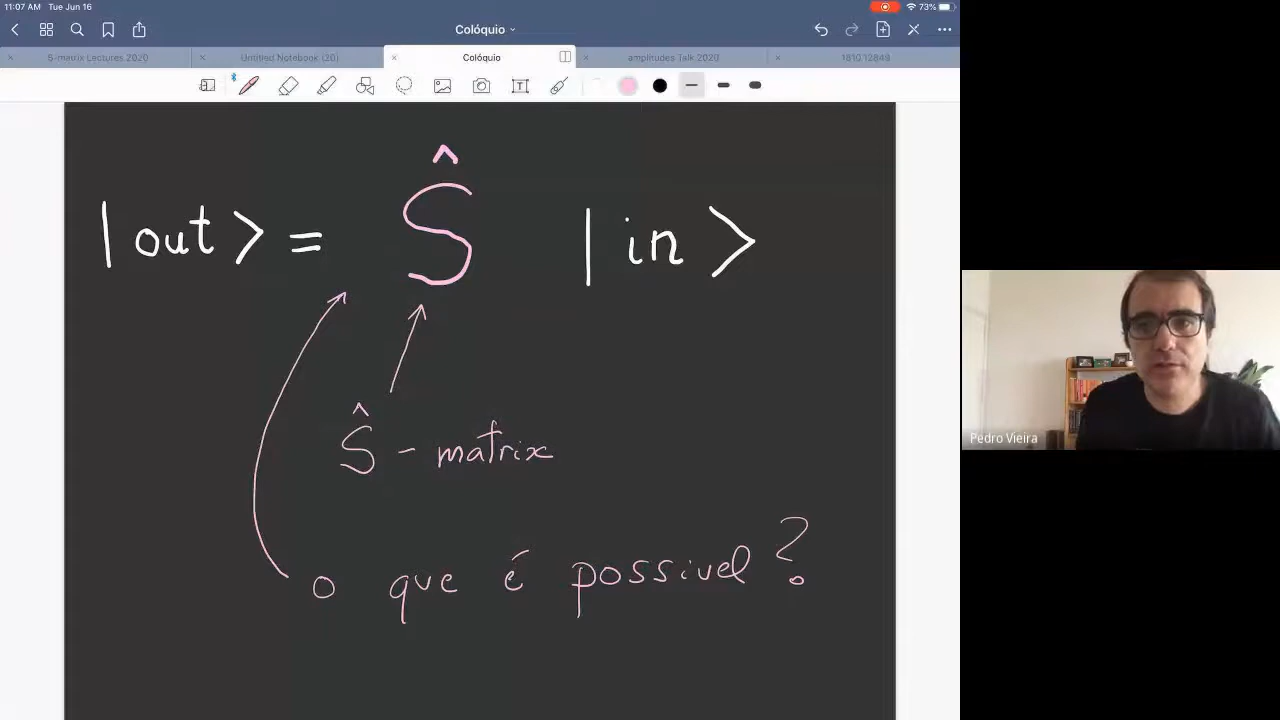 11:07 AM Tue Jun 16
73%
Colóquio
S-matrix Lectures 2020
Untitled Notebook (20)
Colóquio
amplitudes Talk 2020
1810.12849
|out> = Ŝ |in>
Ŝ - matrix
o que é possivel?
Pedro Vieira